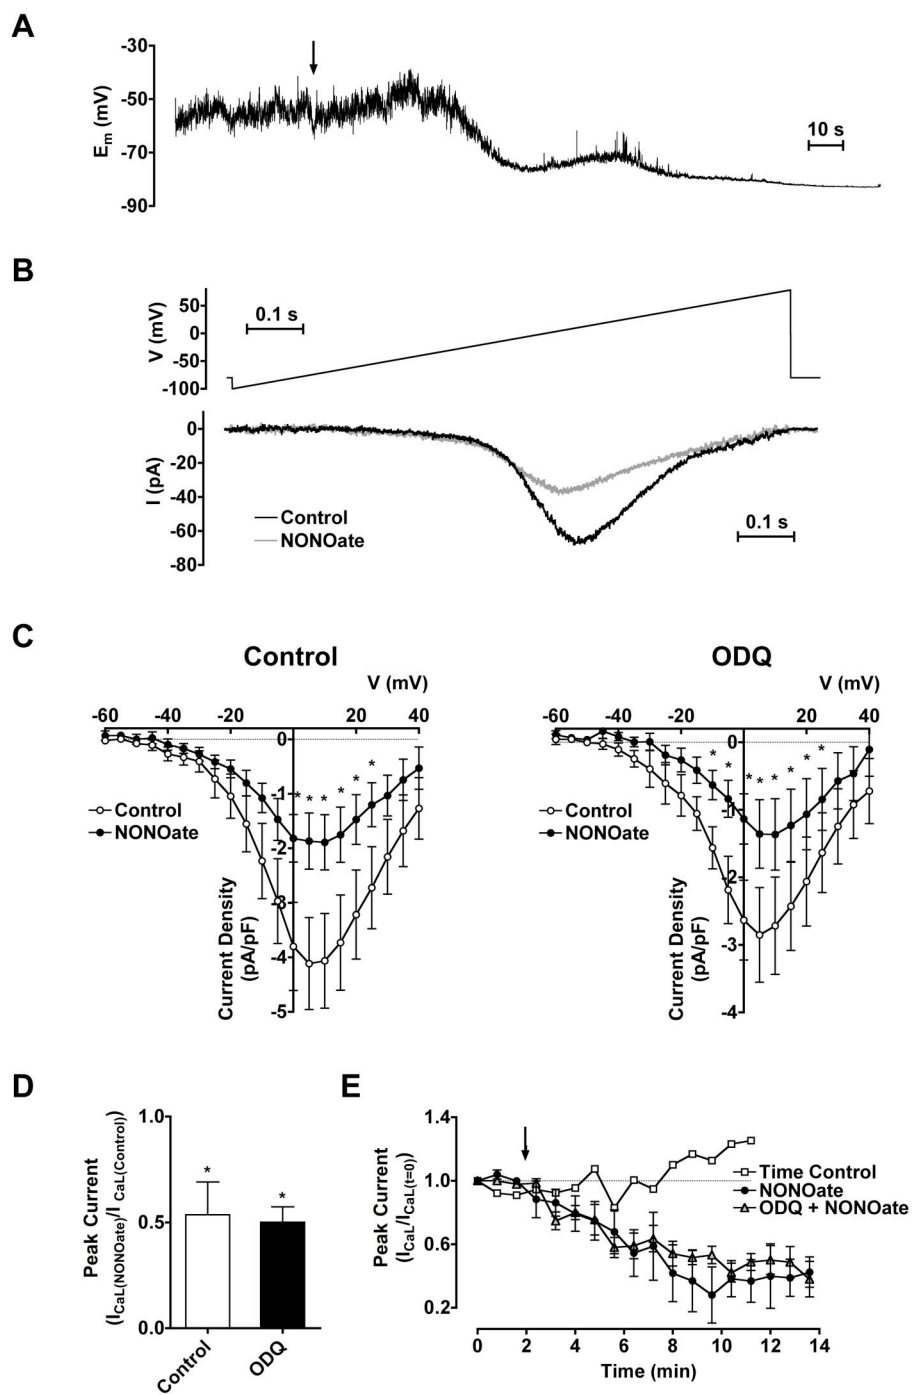 A
-30
-50
-70
-90
Em (mV)
10 s
B
50
0
-50
-100
V (mV)
0.1 s
0
-20
-40
-60
-80
I (pA)
Control
NONOate
0.1 s
C
Control
V (mV)
-60 -40 -20 20 40
0
-1
-2
-3
-4
-5
* * * * * *
Control
NONOate
Current Density
(pA/pF)
ODQ
V (mV)
-60 -40 -20 20 40
0
-1
-2
-3
-4
* * * * * * * *
Control
NONOate
Current Density
(pA/pF)
D
Peak Current
(ICaL(NONOate)/I CaL(Control))
1.0
0.5
0.0
* *
Control
ODQ
E
Peak Current
(ICaL/ICaL(t=0))
1.4
1.0
0.6
0.2
Time Control
NONOate
ODQ + NONOate
0 2 4 6 8 10 12 14
Time (min)